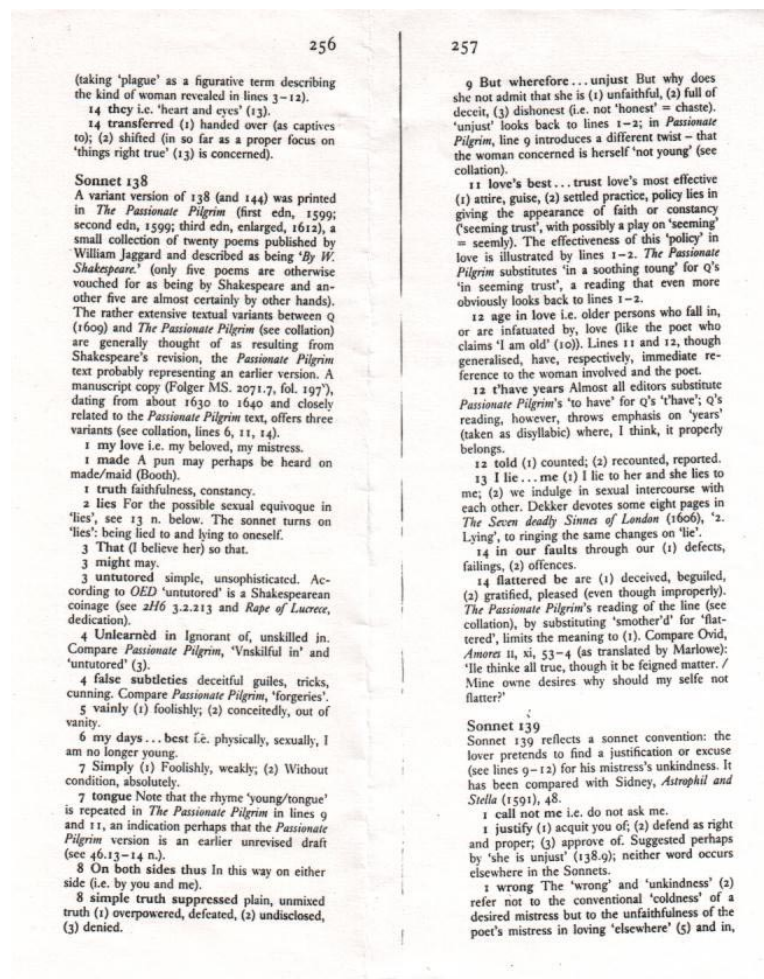 256
(taking ‘plague’ as a figurative term describing
the kind of woman revealed in lines 3–12).
14 they i.e. ‘heart and eyes’ (13).
14 transferred (1) handed over (as captives
to); (2) shifted (in so far as a proper focus on
‘things right true’ (13) is concerned).
Sonnet 138
A variant version of 138 (and 144) was printed
in The Passionate Pilgrim (first edn, 1599;
second edn, 1599; third edn, enlarged, 1612), a
small collection of twenty poems published by
William Jaggard and described as being ‘By W.
Shakespeare.’ (only five poems are otherwise
vouched for as being by Shakespeare and an-
other five are almost certainly by other hands).
The rather extensive textual variants between Q
(1609) and The Passionate Pilgrim (see collation)
are generally thought of as resulting from
Shakespeare’s revision, the Passionate Pilgrim
text probably representing an earlier version. A
manuscript copy (Folger MS. 2071.7, fol. 197ᵛ),
dating from about 1630 to 1640 and closely
related to the Passionate Pilgrim text, offers three
variants (see collation, lines 6, 11, 14).
1 my love i.e. my beloved, my mistress.
1 made A pun may perhaps be heard on
made/maid (Booth).
1 truth faithfulness, constancy.
2 lies For the possible sexual equivoque in
‘lies’, see 13 n. below. The sonnet turns on
‘lies’: being lied to and lying to oneself.
3 That (I believe her) so that.
3 might may.
3 untutored simple, unsophisticated. Ac-
cording to OED ‘untutored’ is a Shakespearean
coinage (see 2H6 3.2.213 and Rape of Lucrece,
dedication).
4 Unlearnèd in Ignorant of, unskilled in.
Compare Passionate Pilgrim, ‘Vnskilful in’ and
‘untutored’ (3).
4 false subtleties deceitful guiles, tricks,
cunning. Compare Passionate Pilgrim, ‘forgeries’.
5 vainly (1) foolishly; (2) conceitedly, out of
vanity.
6 my days . . . best i.e. physically, sexually, I
am no longer young.
7 Simply (1) Foolishly, weakly; (2) Without
condition, absolutely.
7 tongue Note that the rhyme ‘young/tongue’
is repeated in The Passionate Pilgrim in lines 9
and 11, an indication perhaps that the Passionate
Pilgrim version is an earlier unrevised draft
(see 46.13–14 n.).
8 On both sides thus In this way on either
side (i.e. by you and me).
8 simple truth suppressed plain, unmixed
truth (1) overpowered, defeated, (2) undisclosed,
(3) denied.
257
9 But wherefore . . . unjust But why does
she not admit that she is (1) unfaithful, (2) full of
deceit, (3) dishonest (i.e. not ‘honest’ = chaste).
‘unjust’ looks back to lines 1–2; in Passionate
Pilgrim, line 9 introduces a different twist – that
the woman concerned is herself ‘not young’ (see
collation).
11 love’s best . . . trust love’s most effective
(1) attire, guise, (2) settled practice, policy lies in
giving the appearance of faith or constancy
(‘seeming trust’, with possibly a play on ‘seeming’
= seemly). The effectiveness of this ‘policy’ in
love is illustrated by lines 1–2. The Passionate
Pilgrim substitutes ‘in a soothing toung’ for Q’s
‘in seeming trust’, a reading that even more
obviously looks back to lines 1–2.
12 age in love i.e. older persons who fall in,
or are infatuated by, love (like the poet who
claims ‘I am old’ (10)). Lines 11 and 12, though
generalised, have, respectively, immediate re-
ference to the woman involved and the poet.
12 t’have years Almost all editors substitute
Passionate Pilgrim’s ‘to have’ for Q’s ‘t’have’; Q’s
reading, however, throws emphasis on ‘years’
(taken as disyllabic) where, I think, it properly
belongs.
12 told (1) counted; (2) recounted, reported.
13 I lie . . . me (1) I lie to her and she lies to
me; (2) we indulge in sexual intercourse with
each other. Dekker devotes some eight pages in
The Seven deadly Sinnes of London (1606), ‘2.
Lying’, to ringing the same changes on ‘lie’.
14 in our faults through our (1) defects,
failings, (2) offences.
14 flattered be are (1) deceived, beguiled,
(2) gratified, pleased (even though improperly).
The Passionate Pilgrim’s reading of the line (see
collation), by substituting ‘smother’d’ for ‘flat-
tered’, limits the meaning to (1). Compare Ovid,
Amores II, xi, 53–4 (as translated by Marlowe):
‘Ile thinke all true, though it be feigned matter. /
Mine owne desires why should my selfe not
flatter?’
Sonnet 139
Sonnet 139 reflects a sonnet convention: the
lover pretends to find a justification or excuse
(see lines 9–12) for his mistress’s unkindness. It
has been compared with Sidney, Astrophil and
Stella (1591), 48.
1 call not me i.e. do not ask me.
1 justify (1) acquit you of; (2) defend as right
and proper; (3) approve of. Suggested perhaps
by ‘she is unjust’ (138.9); neither word occurs
elsewhere in the Sonnets.
1 wrong The ‘wrong’ and ‘unkindness’ (2)
refer not to the conventional ‘coldness’ of a
desired mistress but to the unfaithfulness of the
poet’s mistress in loving ‘elsewhere’ (5) and in,